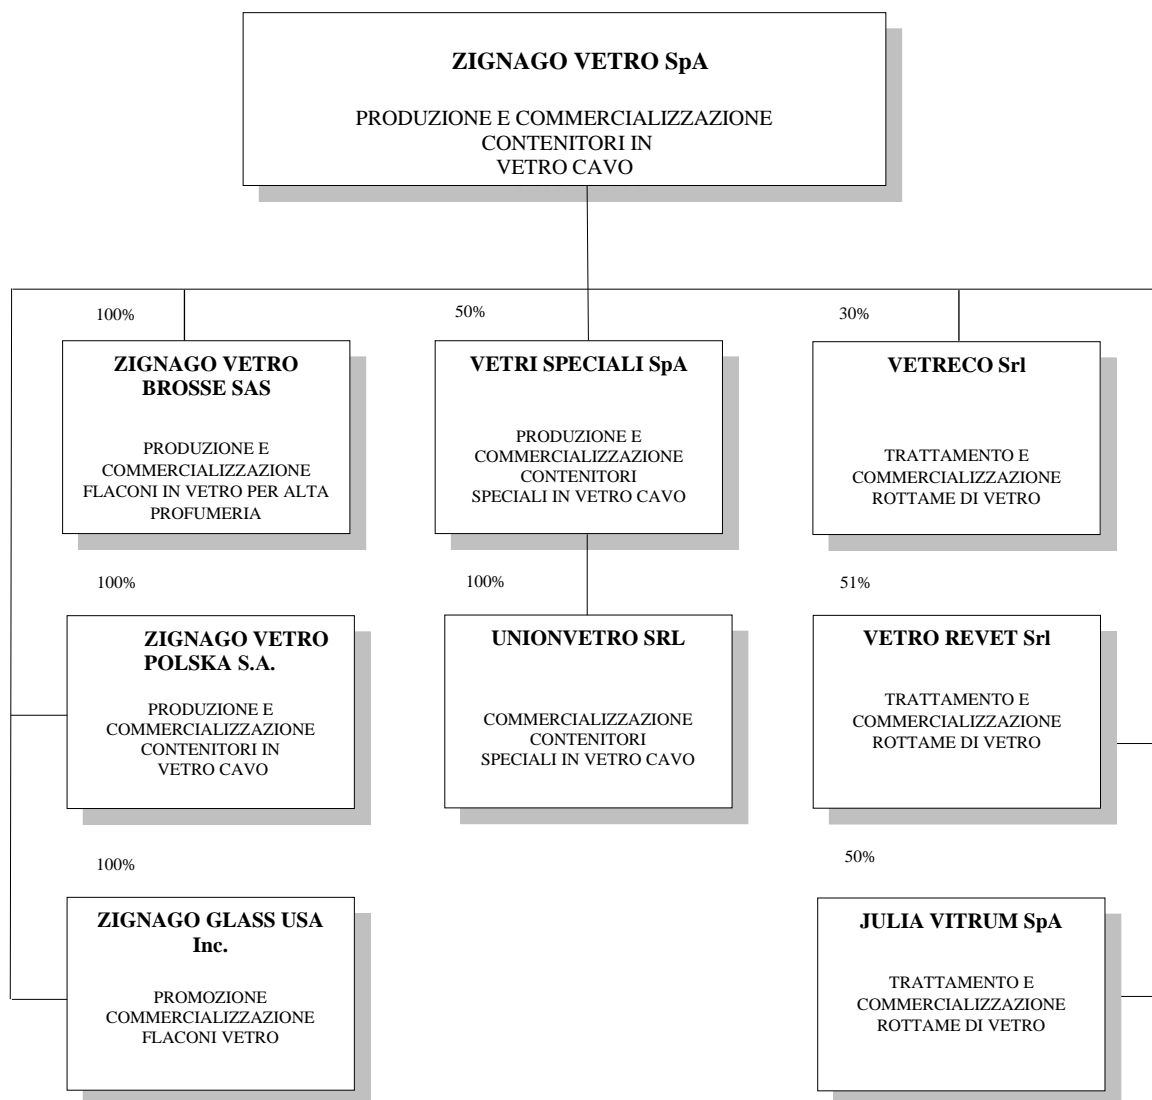 ZIGNAGO VETRO SpA
PRODUZIONE E COMMERCIALIZZAZIONE
CONTENITORI IN
VETRO CAVO
100%
ZIGNAGO VETRO
BROSSE SAS
PRODUZIONE E
COMMERCIALIZZAZIONE
FLACONI IN VETRO PER ALTA
PROFUMERIA
50%
VETRI SPECIALI SpA
PRODUZIONE E
COMMERCIALIZZAZIONE
CONTENITORI
SPECIALI IN VETRO CAVO
30%
VETRECO Srl
TRATTAMENTO E
COMMERCIALIZZAZIONE
ROTTAME DI VETRO
100%
ZIGNAGO VETRO
POLSKA S.A.
PRODUZIONE E
COMMERCIALIZZAZIONE
CONTENITORI IN
VETRO CAVO
100%
UNIONVETRO SRL
COMMERCIALIZZAZIONE
CONTENITORI
SPECIALI IN VETRO CAVO
51%
VETRO REVET Srl
TRATTAMENTO E
COMMERCIALIZZAZIONE
ROTTAME DI VETRO
100%
ZIGNAGO GLASS USA
Inc.
PROMOZIONE
COMMERCIALIZZAZIONE
FLACONI VETRO
50%
JULIA VITRUM SpA
TRATTAMENTO E
COMMERCIALIZZAZIONE
ROTTAME DI VETRO